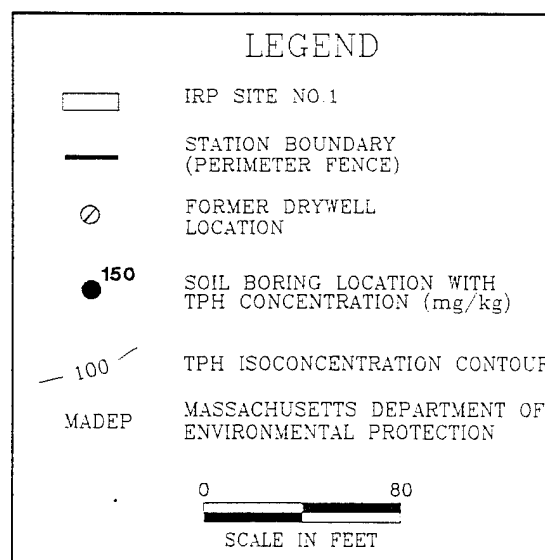 LEGEND
IRP SITE NO.1
STATION BOUNDARY
(PERIMETER FENCE)
FORMER DRYWELL
LOCATION
150
SOIL BORING LOCATION WITH
TPH CONCENTRATION (mg/kg)
100
TPH ISOCONCENTRATION CONTOUR
MADEP
MASSACHUSETTS DEPARTMENT OF
ENVIRONMENTAL PROTECTION
0 80
SCALE IN FEET